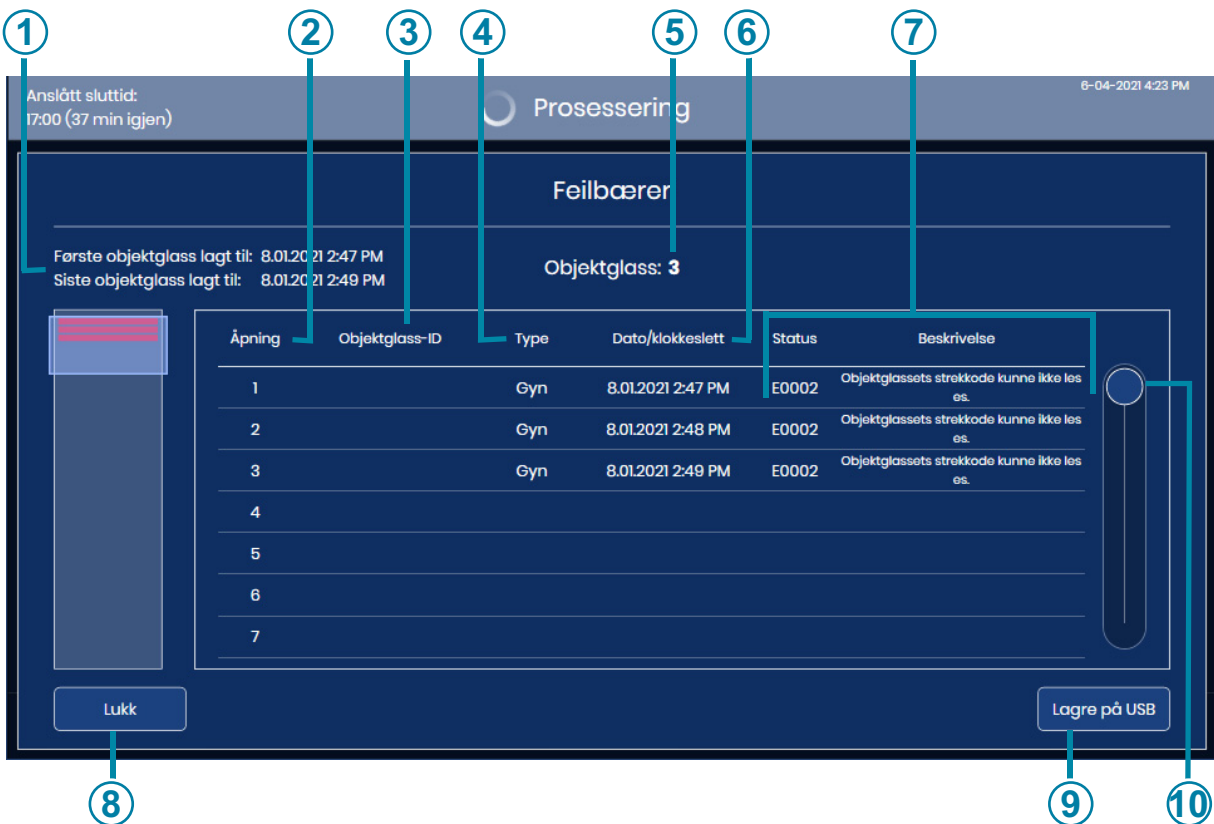 1 2 3 4 5 6 7
6-04-2021 4:23 PM
Anslått sluttid:
17:00 (37 min igjen)
Prosessering
Feilbærer
Første objektglass lagt til: 8.01.2021 2:47 PM
Siste objektglass lagt til: 8.01.2021 2:49 PM
Objektglass: 3
Åpning Objektglass-ID Type Dato/klokkeslett Status Beskrivelse
1 Gyn 8.01.2021 2:47 PM E0002 Objektglassets strekkode kunne ikke les
es.
2 Gyn 8.01.2021 2:48 PM E0002 Objektglassets strekkode kunne ikke les
es.
3 Gyn 8.01.2021 2:49 PM E0002 Objektglassets strekkode kunne ikke les
es.
4
5
6
7
Lukk
Lagre på USB
8 9 10